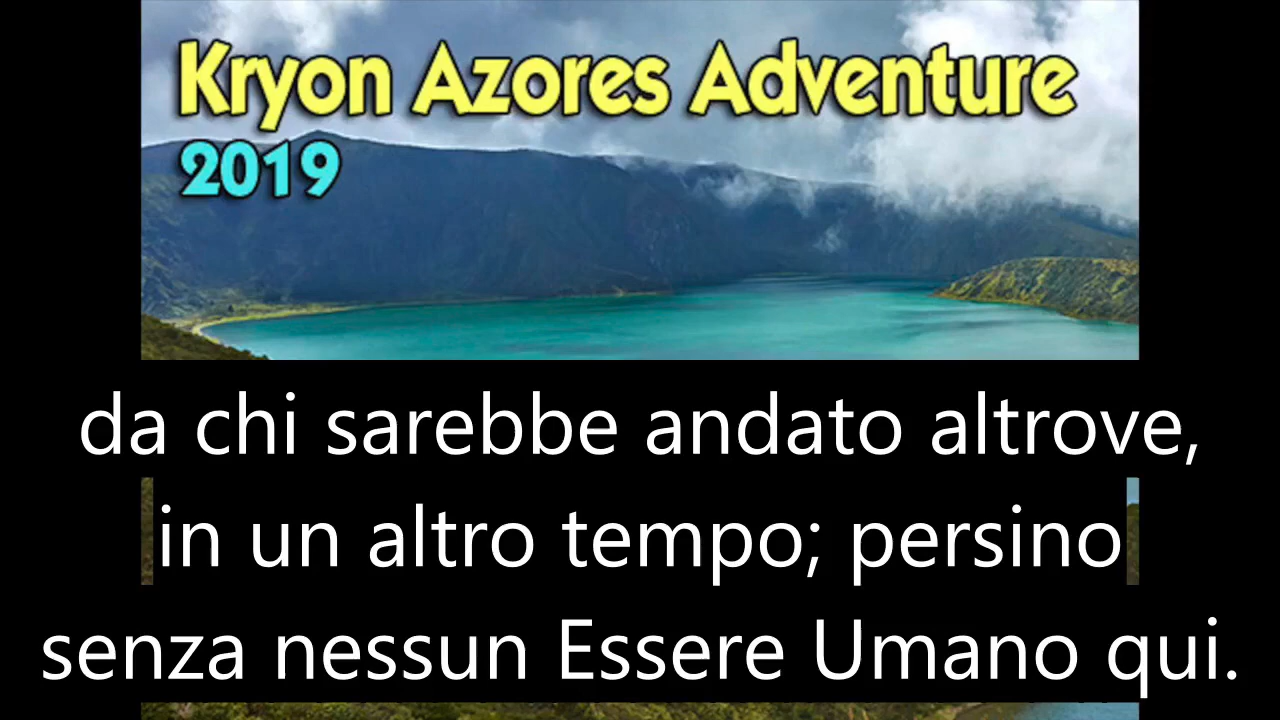 Kryon Azores Adventure
2019
da chi sarebbe andato altrove,
in un altro tempo; persino
senza nessun Essere Umano qui.